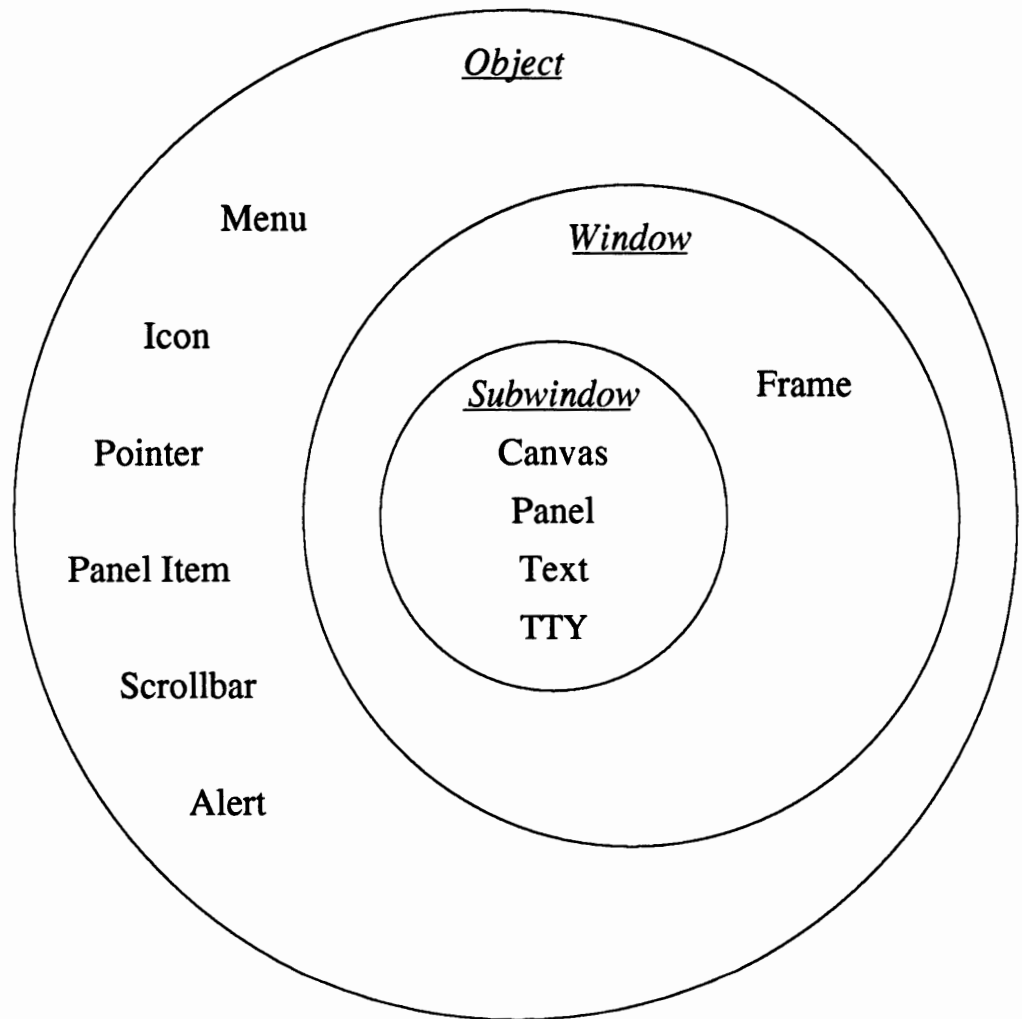 Object
Menu
Window
Icon
Frame
Subwindow
Pointer
Canvas
Panel
Panel Item
Text
TTY
Scrollbar
Alert